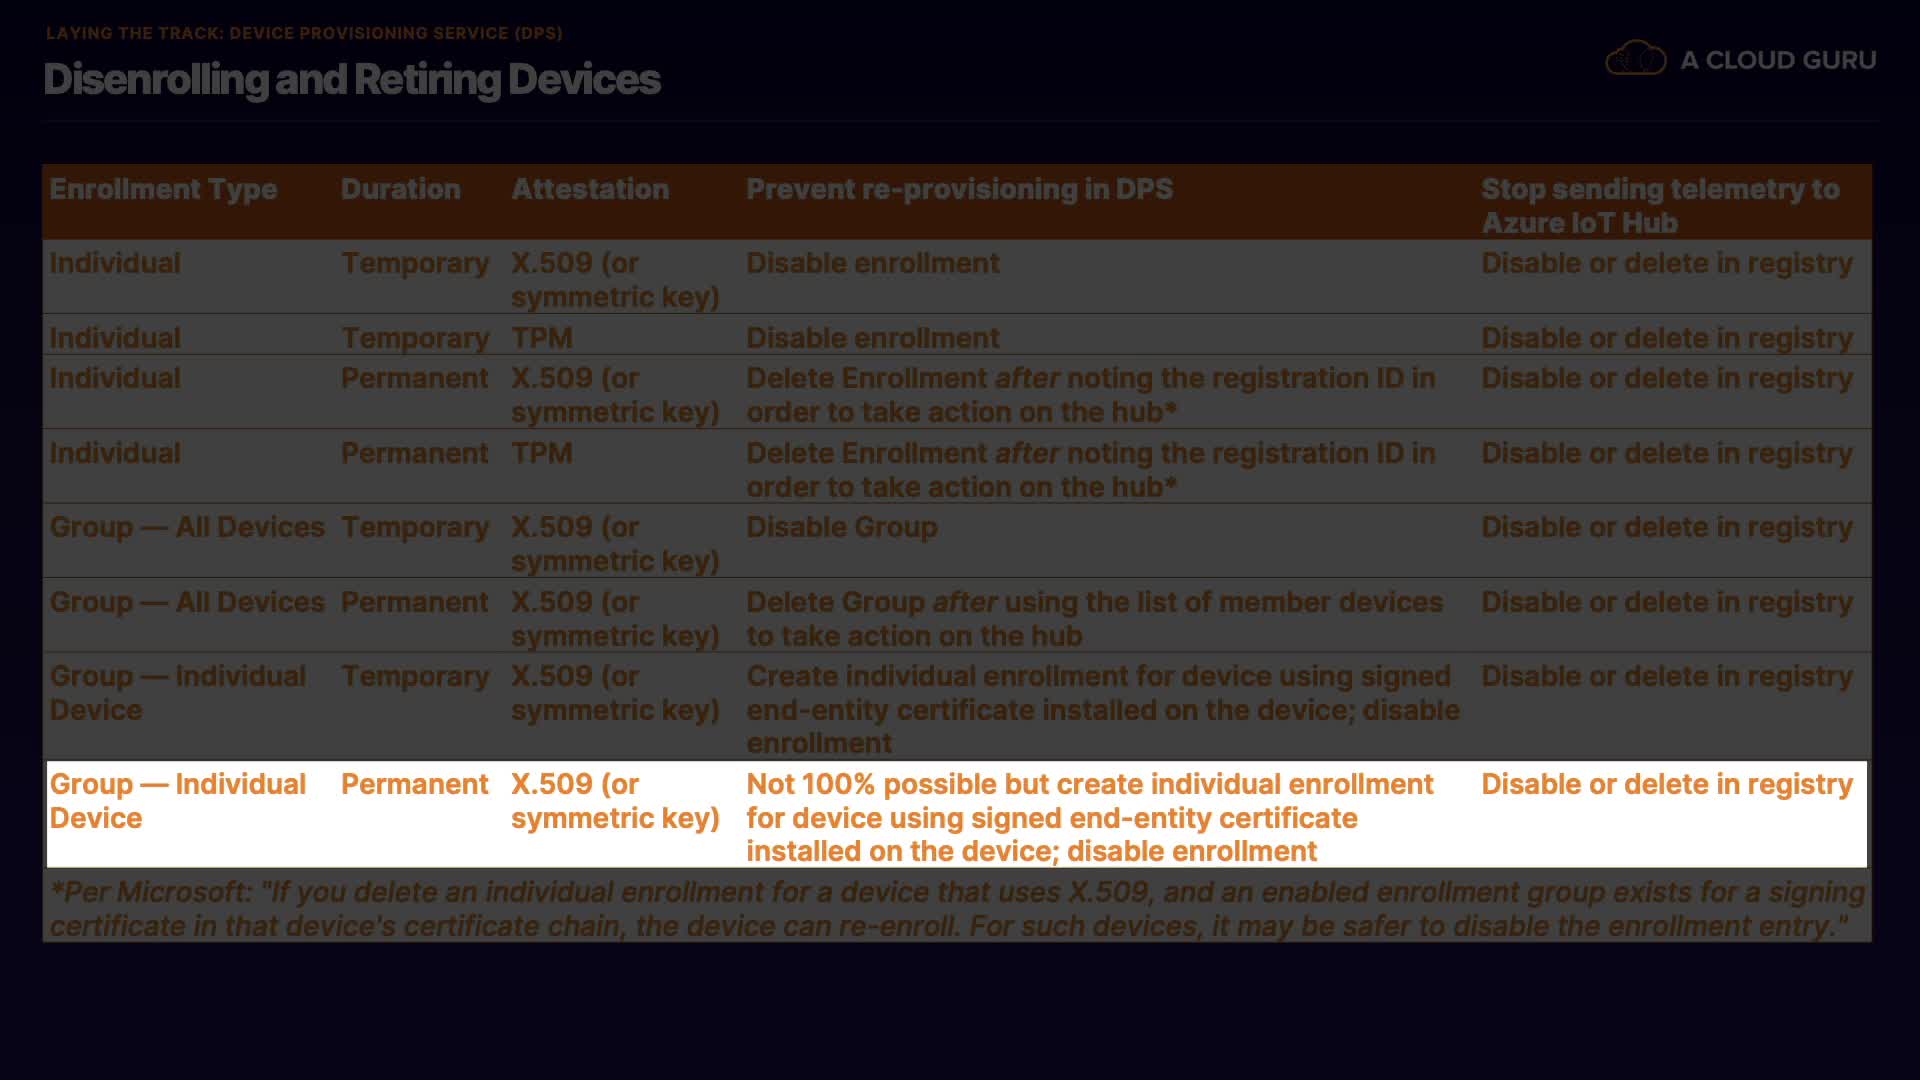 LAYING THE TRACK: DEVICE PROVISIONING SERVICE (DPS)
Disenrolling and Retiring Devices
A CLOUD GURU
Enrollment Type Duration Attestation Prevent re-provisioning in DPS Stop sending telemetry to
Azure IoT Hub
Individual Temporary X.509 (or Disable enrollment Disable or delete in registry
symmetric key)
Individual Temporary TPM Disable enrollment Disable or delete in registry
Individual Permanent X.509 (or Delete Enrollment after noting the registration ID in Disable or delete in registry
symmetric key) order to take action on the hub*
Individual Permanent TPM Delete Enrollment after noting the registration ID in Disable or delete in registry
order to take action on the hub*
Group — All Devices Temporary X.509 (or Disable Group Disable or delete in registry
symmetric key)
Group — All Devices Permanent X.509 (or Delete Group after using the list of member devices Disable or delete in registry
symmetric key) to take action on the hub
Group — Individual Temporary X.509 (or Create individual enrollment for device using signed Disable or delete in registry
Device symmetric key) end-entity certificate installed on the device; disable
enrollment
Group — Individual Permanent X.509 (or Not 100% possible but create individual enrollment Disable or delete in registry
Device symmetric key) for device using signed end-entity certificate
installed on the device; disable enrollment
*Per Microsoft: "If you delete an individual enrollment for a device that uses X.509, and an enabled enrollment group exists for a signing
certificate in that device's certificate chain, the device can re-enroll. For such devices, it may be safer to disable the enrollment entry."